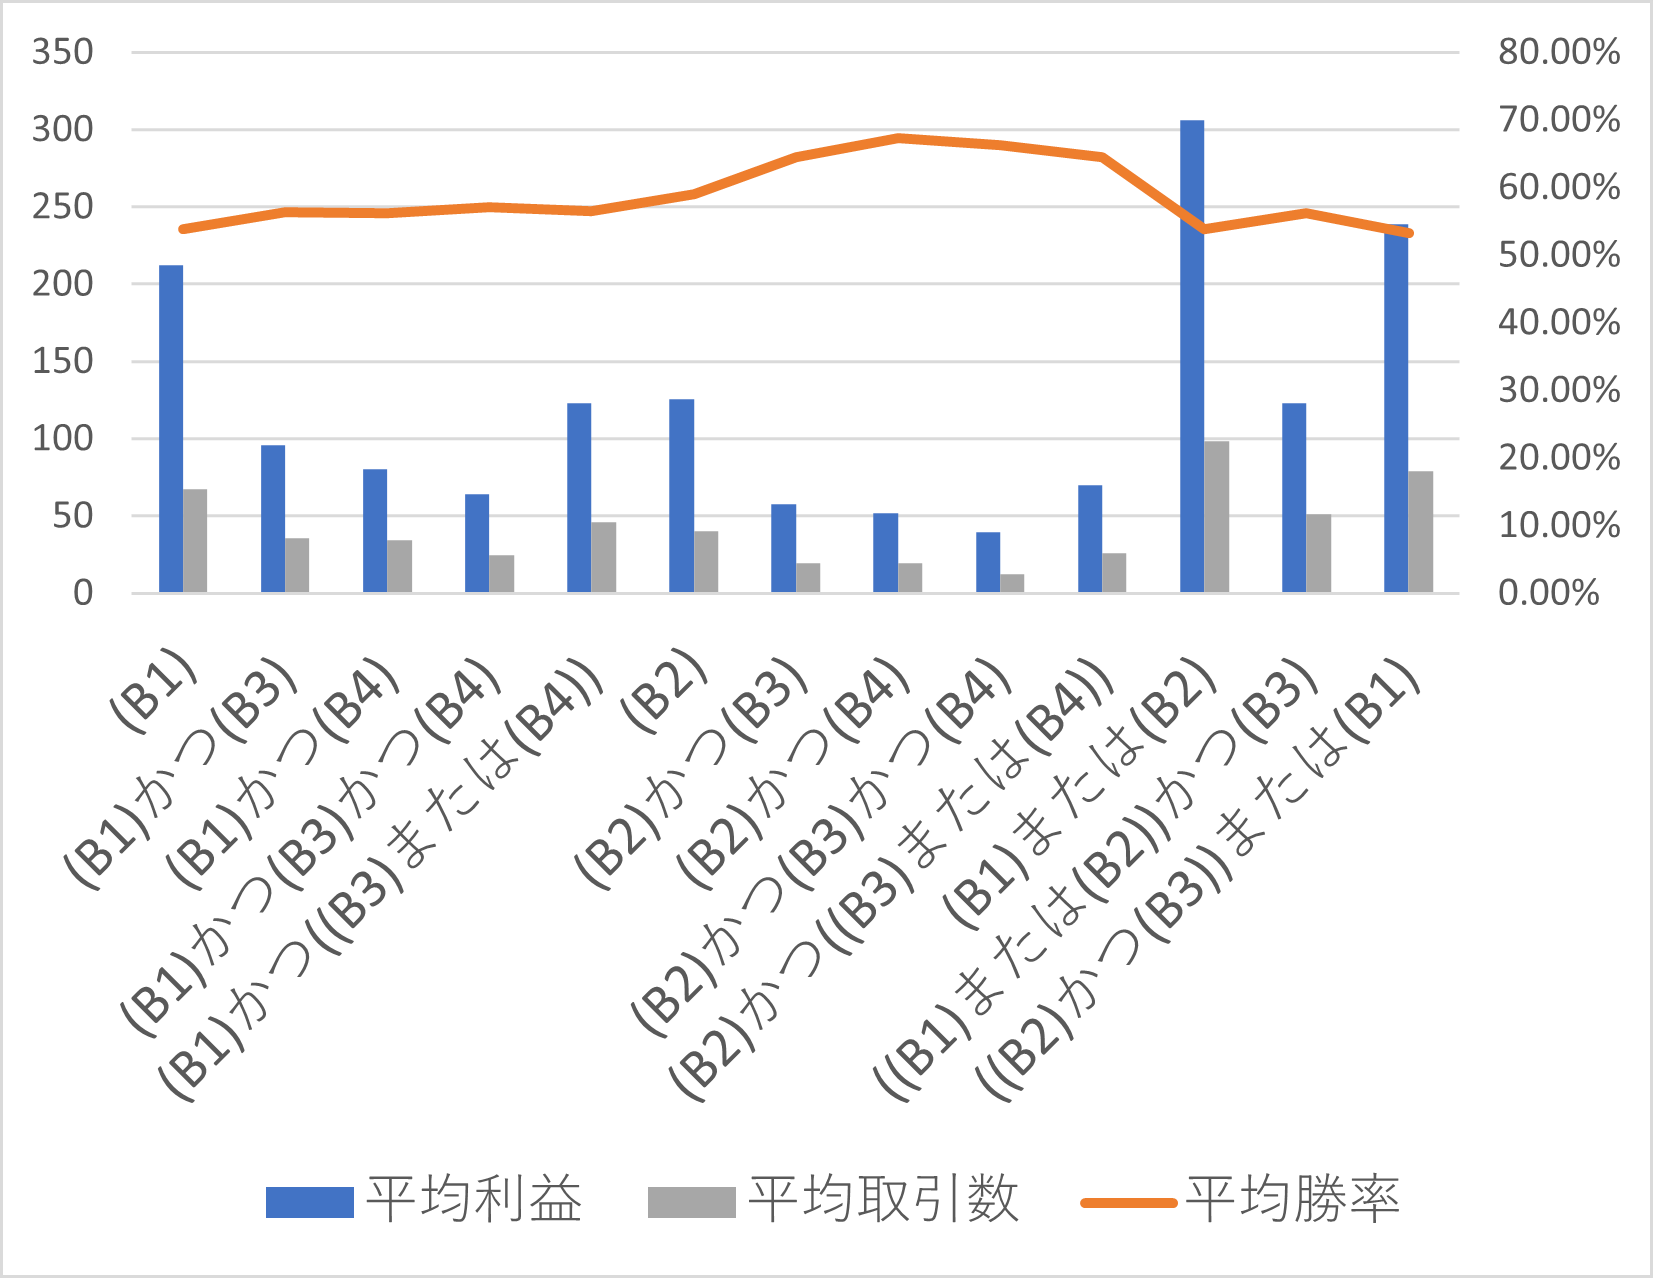 350
300
250
200
150
100
50
0
80.00%
70.00%
60.00%
50.00%
40.00%
30.00%
20.00%
10.00%
0.00%
(B1)
(B1)かつ(B3)
(B1)かつ(B4)
(B1)かつ(B3)かつ(B4)
(B1)かつ((B3)または(B4))
(B2)
(B2)かつ(B3)
(B2)かつ(B4)
(B2)かつ(B3)かつ(B4)
(B2)かつ((B3)または(B4))
(B1)または(B2)
((B1)または(B2))かつ(B3)
((B2)かつ(B3))または(B1)
平均利益
平均取引数
平均勝率